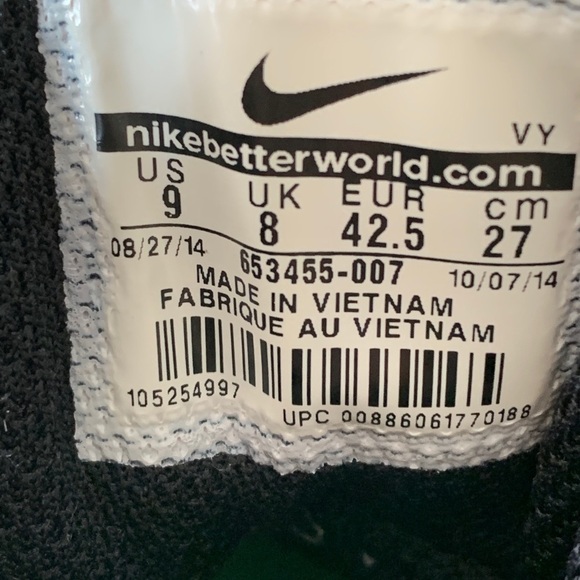 VY
nikebetterworld.com
US UK EUR cm
9 8 42.5 27
08/27/14 653455-007 10/07/14
MADE IN VIETNAM
FABRIQUE AU VIETNAM
105254997
UPC 00886061770188